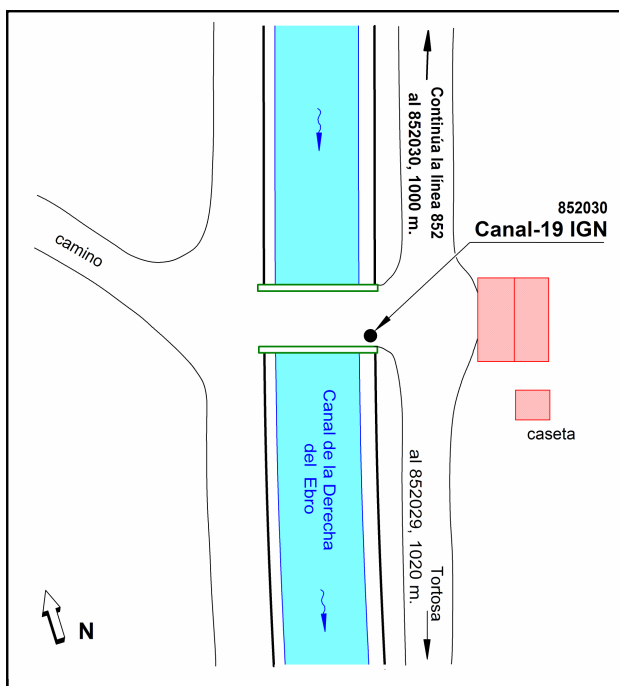 Continúa la línea 852
al 852030, 1000 m.
852030
Canal-19 IGN
camino
caseta
Canal de la Derecha
del Ebro
al 852029, 1020 m.
Tortosa
N